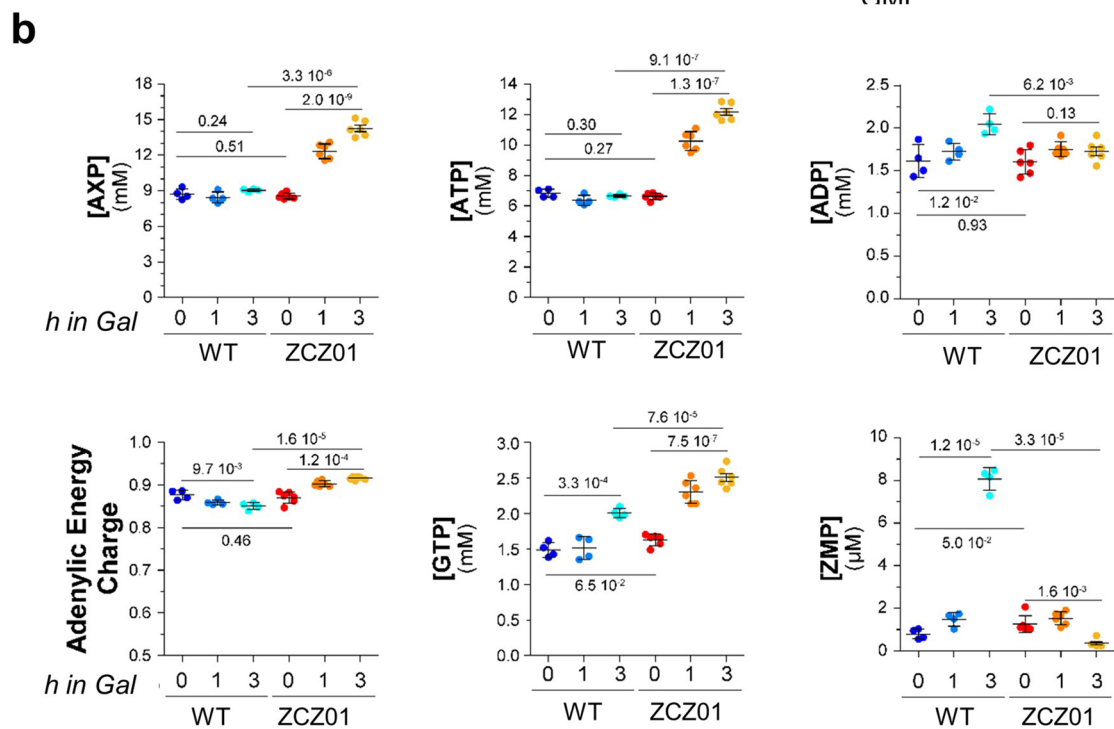 b
18
15
12
9
6
3
0
[AXP]
(mM)
3.3 10-6
2.0 10-9
0.24
0.51
h in Gal
0 1 3 0 1 3
WT ZCZ01
14
12
10
8
6
4
2
0
[ATP]
(mM)
9.1 10-7
1.3 10-7
0.30
0.27
0 1 3 0 1 3
WT ZCZ01
2.5
2.0
1.5
1.0
0.5
0.0
[ADP]
(mM)
6.2 10-3
0.13
1.2 10-2
0.93
0 1 3 0 1 3
WT ZCZ01
1.0
0.9
0.8
0.7
0.6
0.5
Adenylic Energy
Charge
1.6 10-5
1.2 10-4
9.7 10-3
0.46
h in Gal
0 1 3 0 1 3
WT ZCZ01
3.0
2.5
2.0
1.5
1.0
0.5
0.0
[GTP]
(mM)
7.6 10-5
7.5 10-7
3.3 10-4
6.5 10-2
0 1 3 0 1 3
WT ZCZ01
10
8
6
4
2
0
[ZMP]
(µM)
1.2 10-5
3.3 10-5
5.0 10-2
1.6 10-3
0 1 3 0 1 3
WT ZCZ01